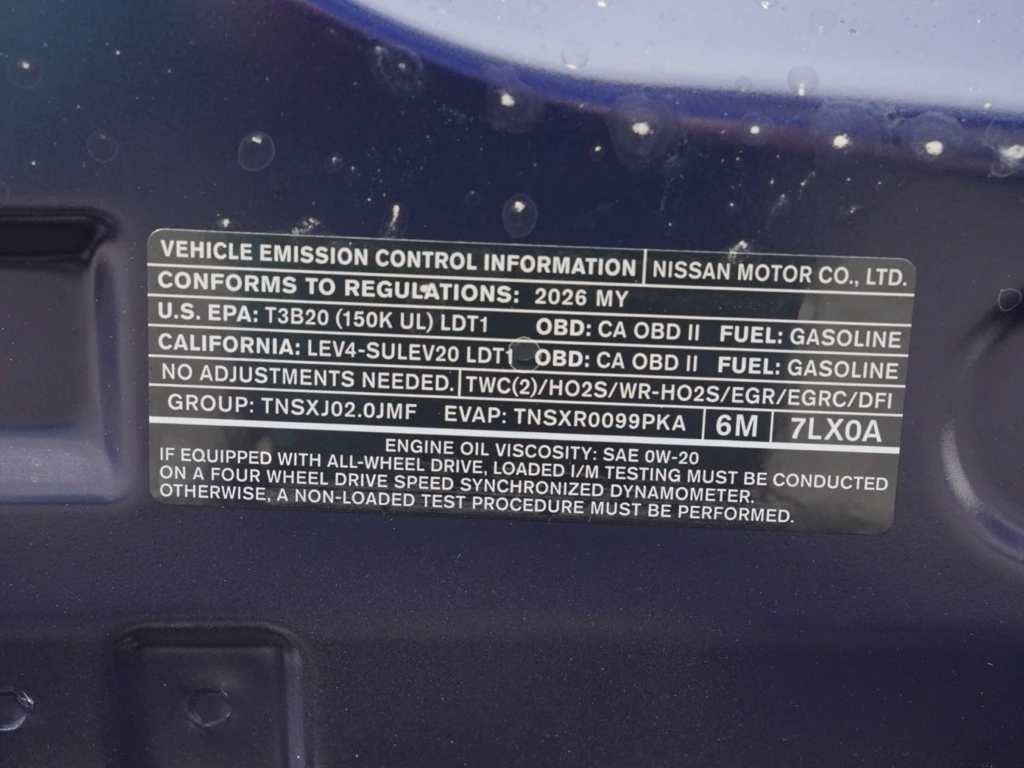 VEHICLE EMISSION CONTROL INFORMATION NISSAN MOTOR CO., LTD.
CONFORMS TO REGULATIONS: 2026 MY
U.S. EPA: T3B20 (150K UL) LDT1 OBD: CA OBD II FUEL: GASOLINE
CALIFORNIA: LEV4-SULEV20 LDT1 OBD: CA OBD II FUEL: GASOLINE
NO ADJUSTMENTS NEEDED. TWC(2)/HO2S/WR-HO2S/EGR/EGRC/DFI
GROUP: TNSXJ02.0JMF EVAP: TNSXR0099PKA 6M 7LX0A
ENGINE OIL VISCOSITY: SAE 0W-20
IF EQUIPPED WITH ALL-WHEEL DRIVE, LOADED I/M TESTING MUST BE CONDUCTED
ON A FOUR WHEEL DRIVE SPEED SYNCHRONIZED DYNAMOMETER.
OTHERWISE, A NON-LOADED TEST PROCEDURE MUST BE PERFORMED.